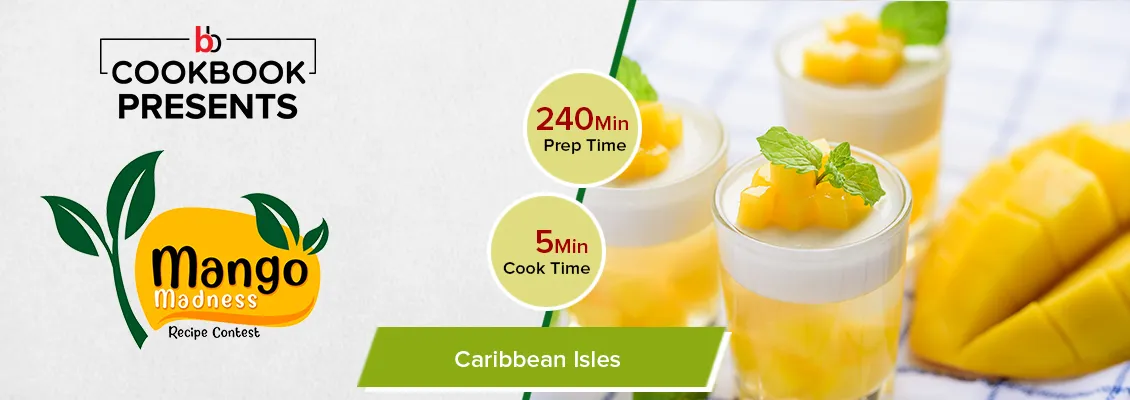 bb
COOKBOOK
PRESENTS
Mango
Madness
Recipe Contest
240Min
Prep Time
5Min
Cook Time
Caribbean Isles